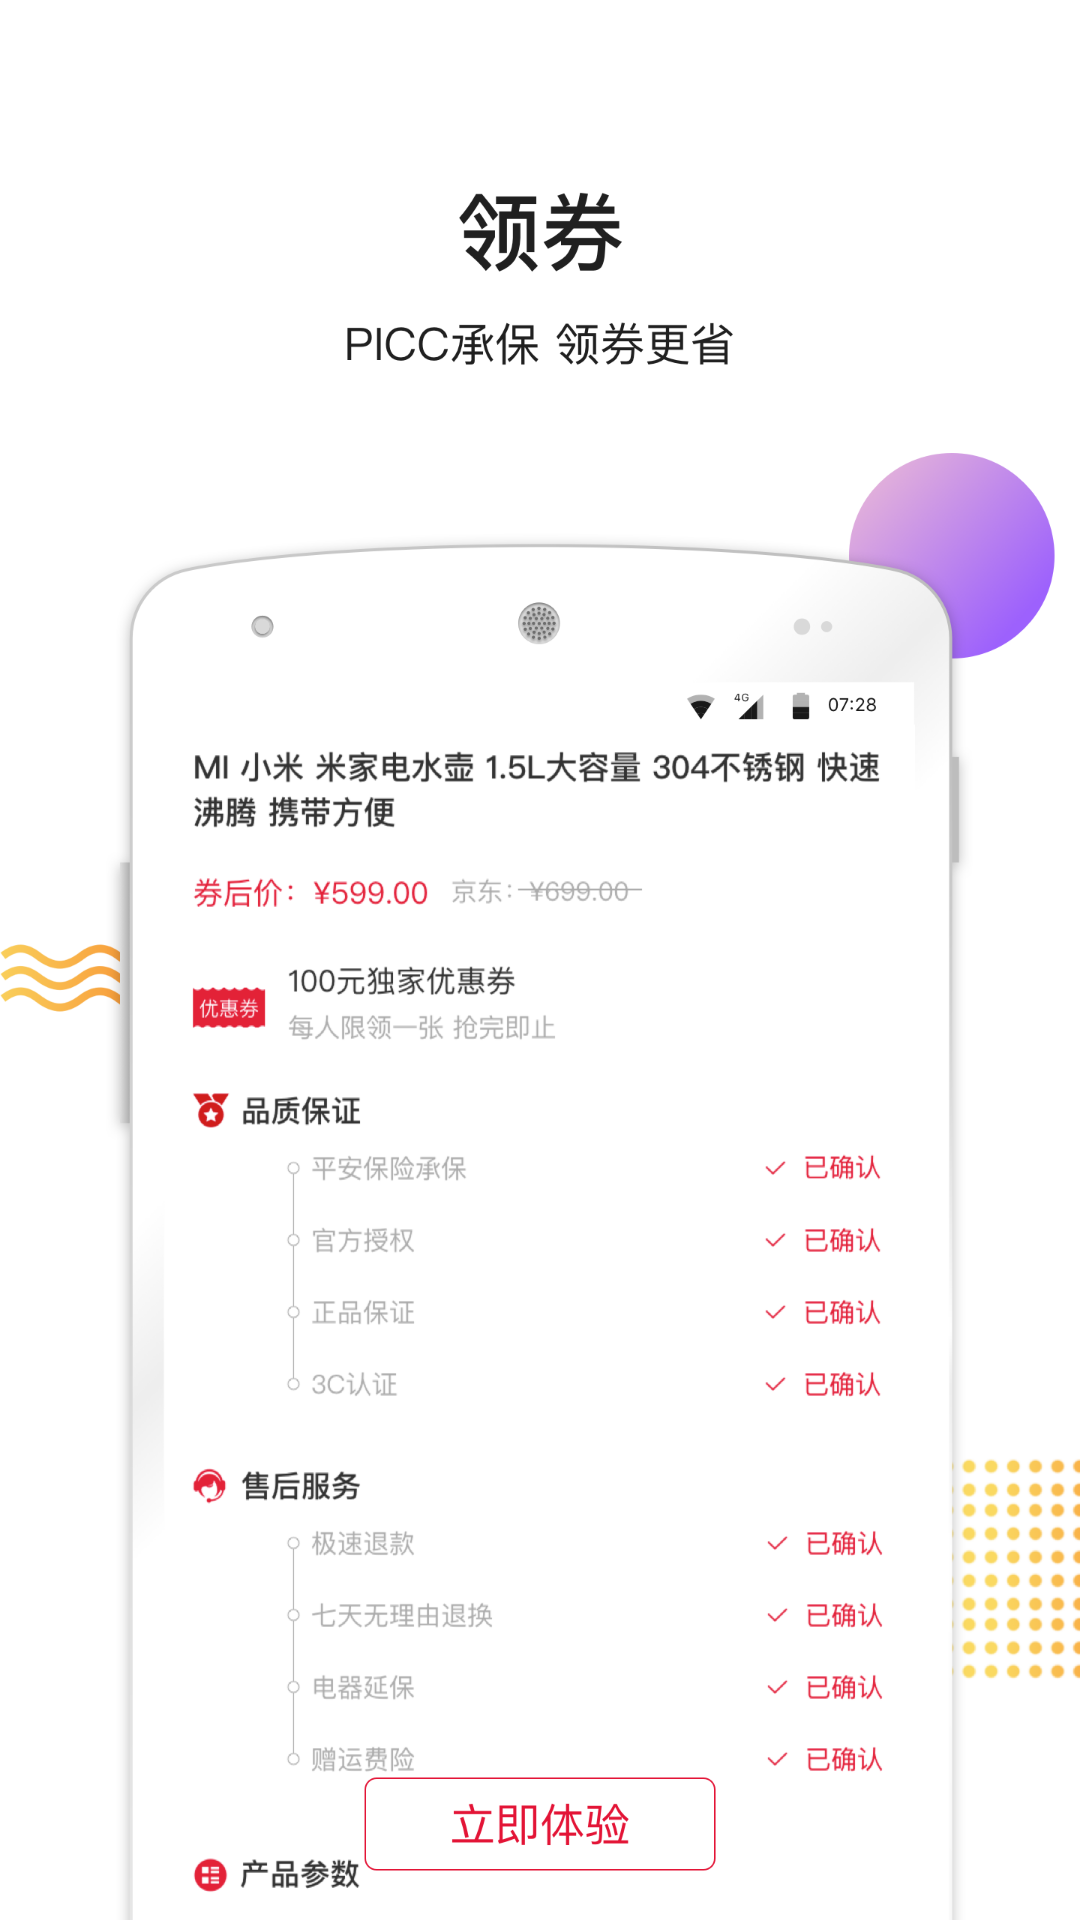 领券
PICC承保 领券更省
4G 07:28
MI 小米 米家电水壶 1.5L大容量 304不锈钢 快速
沸腾 携带方便
券后价：¥599.00 京东：¥699.00
100元独家优惠券
优惠券
每人限领一张 抢完即止
品质保证
平安保险承保 已确认
官方授权 已确认
正品保证 已确认
3C认证 已确认
售后服务
极速退款 已确认
七天无理由退换 已确认
电器延保 已确认
赠运费险 已确认
立即体验
产品参数